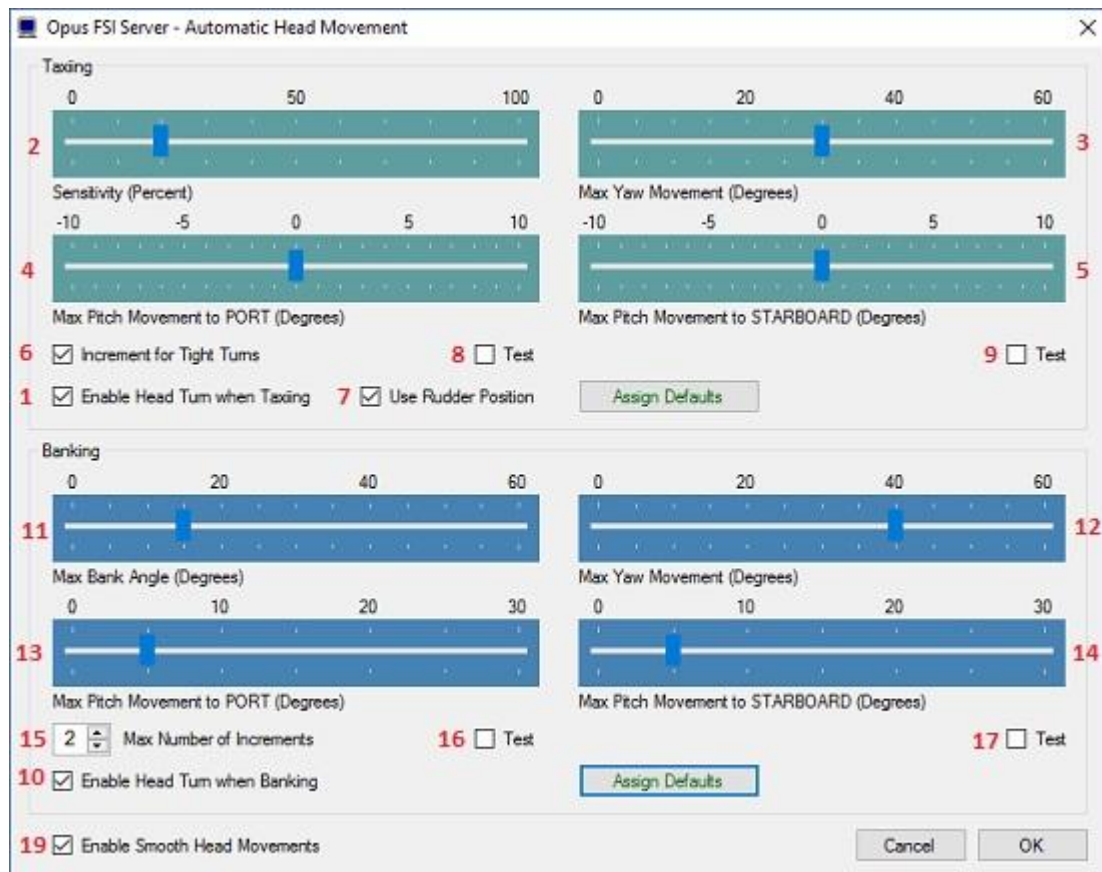 Opus FSI Server - Automatic Head Movement
Taxiing
0 50 100 0 20 40 60
2 3
Sensitivity (Percent) Max Yaw Movement (Degrees)
-10 -5 0 5 10 -10 -5 0 5 10
4 5
Max Pitch Movement to PORT (Degrees) Max Pitch Movement to STARBOARD (Degrees)
6 Increment for Tight Turns 8 Test 9 Test
1 Enable Head Turn when Taxiing 7 Use Rudder Position Assign Defaults
Banking
0 20 40 60 0 20 40 60
11 12
Max Bank Angle (Degrees) Max Yaw Movement (Degrees)
0 10 20 30 0 10 20 30
13 14
Max Pitch Movement to PORT (Degrees) Max Pitch Movement to STARBOARD (Degrees)
15 2 Max Number of Increments 16 Test 17 Test
10 Enable Head Turn when Banking Assign Defaults
19 Enable Smooth Head Movements Cancel OK